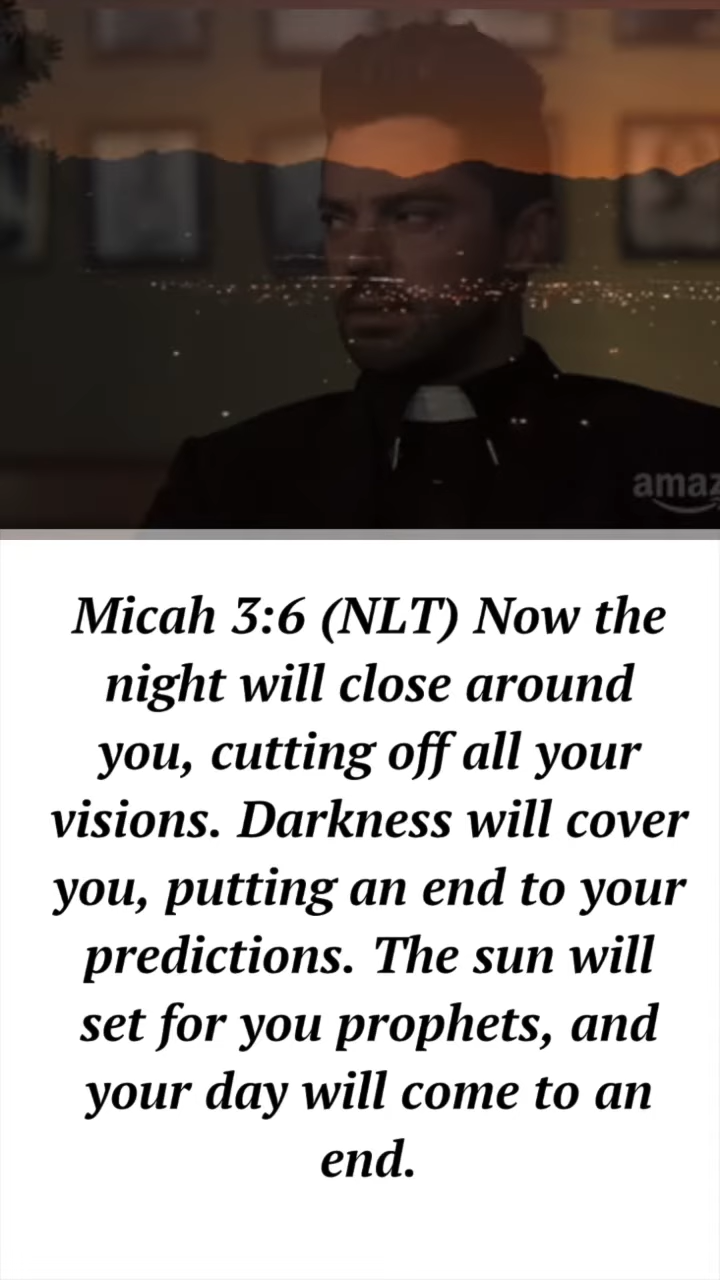 amaz
Micah 3:6 (NLT) Now the
night will close around
you, cutting off all your
visions. Darkness will cover
you, putting an end to your
predictions. The sun will
set for you prophets, and
your day will come to an
end.